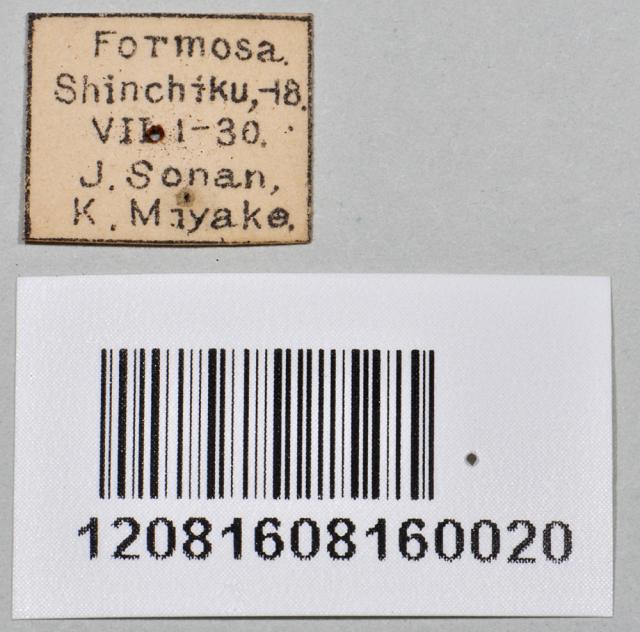 Formosa.
Shinchiku,-18.
VII.1-30.
J. Sonan,
K. Miyake.
12081608160020